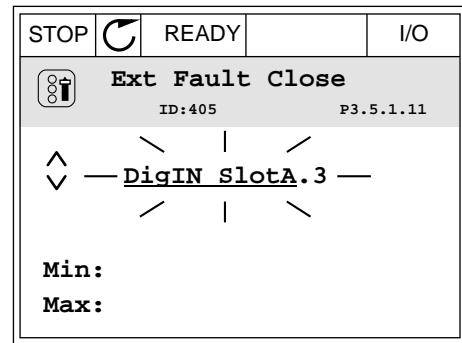 STOP READY I/O
Ext Fault Close
ID:405 P3.5.1.11
DigIN SlotA.3
Min:
Max: